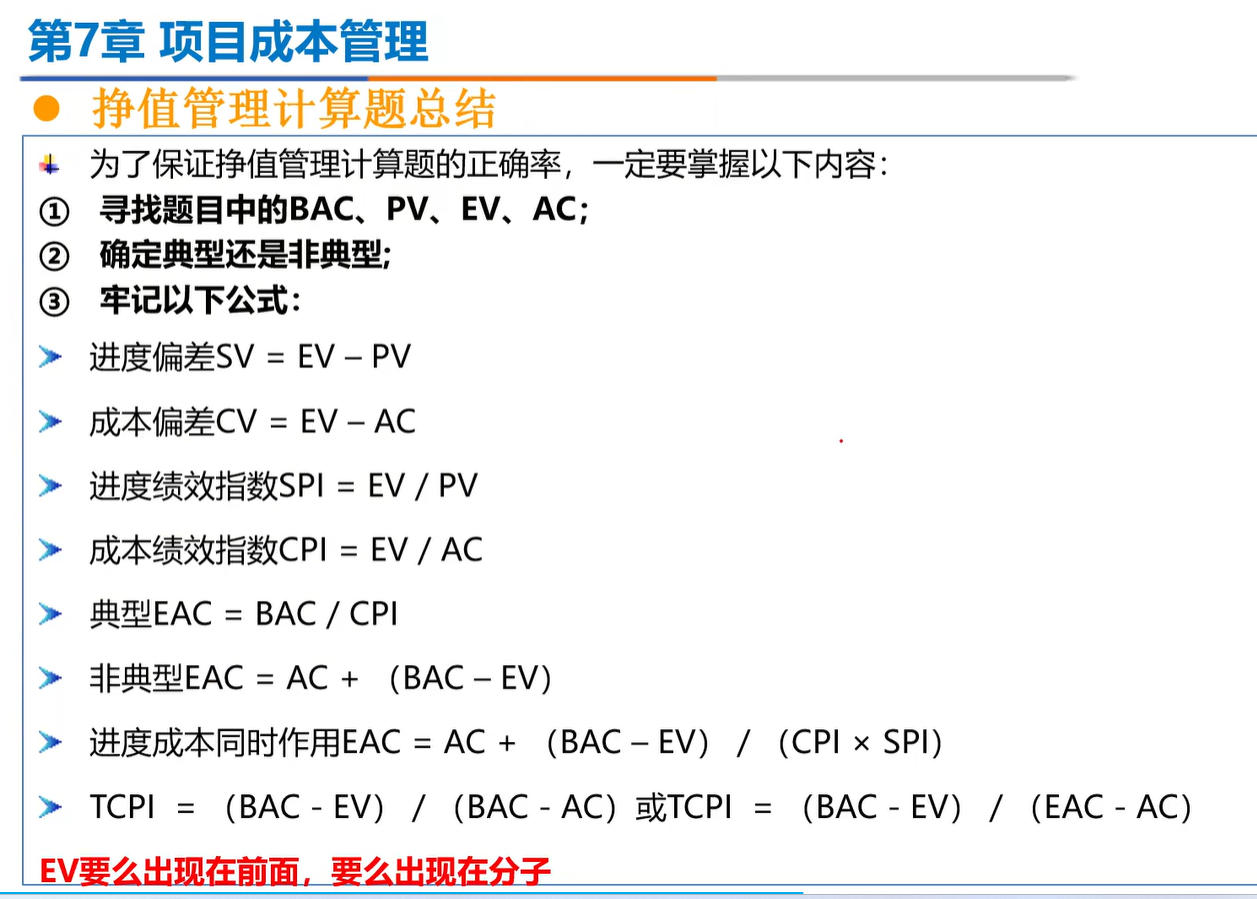 第7章 项目成本管理
挣值管理计算题总结
为了保证挣值管理计算题的正确率，一定要掌握以下内容：
① 寻找题目中的BAC、PV、EV、AC；
② 确定典型还是非典型；
③ 牢记以下公式：
进度偏差SV = EV – PV
成本偏差CV = EV – AC
进度绩效指数SPI = EV / PV
成本绩效指数CPI = EV / AC
典型EAC = BAC / CPI
非典型EAC = AC + （BAC – EV）
进度成本同时作用EAC = AC + （BAC – EV） / （CPI × SPI）
TCPI = （BAC - EV） / （BAC - AC）或TCPI = （BAC - EV） / （EAC - AC）
EV要么出现在前面，要么出现在分子